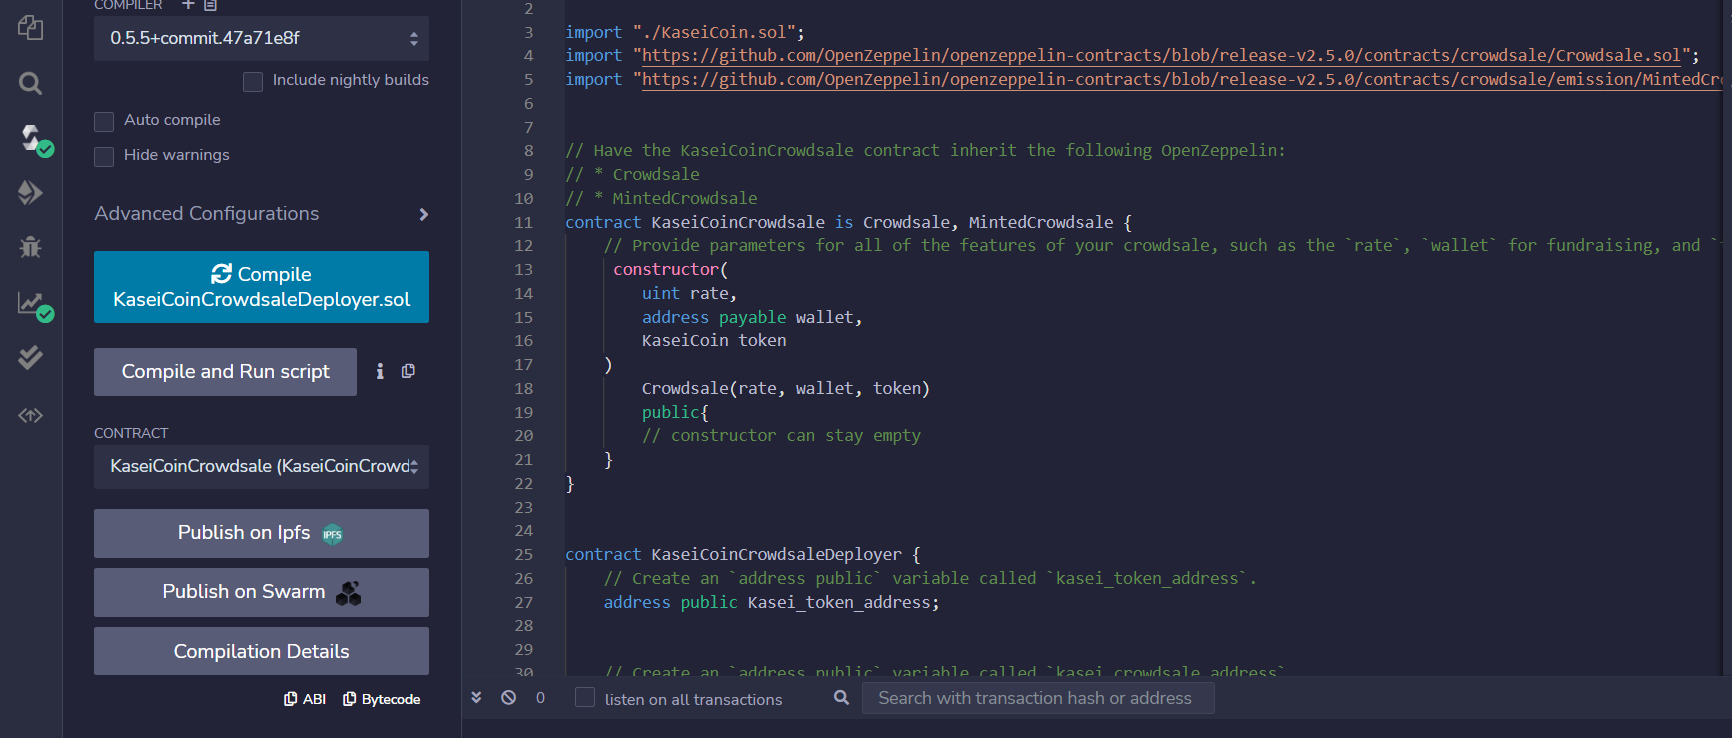 COMPILER
0.5.5+commit.47a71e8f
Include nightly builds
Auto compile
Hide warnings
Advanced Configurations
Compile
KaseiCoinCrowdsaleDeployer.sol
Compile and Run script
CONTRACT
KaseiCoinCrowdsale (KaseiCoinCrowd
Publish on Ipfs
IPFS
Publish on Swarm
Compilation Details
ABI Bytecode
2
3 import "./KaseiCoin.sol";
4 import "https://github.com/OpenZeppelin/openzeppelin-contracts/blob/release-v2.5.0/contracts/crowdsale/Crowdsale.sol";
5 import "https://github.com/OpenZeppelin/openzeppelin-contracts/blob/release-v2.5.0/contracts/crowdsale/emission/MintedCr
6
7
8 // Have the KaseiCoinCrowdsale contract inherit the following OpenZeppelin:
9 // * Crowdsale
10 // * MintedCrowdsale
11 contract KaseiCoinCrowdsale is Crowdsale, MintedCrowdsale {
12 // Provide parameters for all of the features of your crowdsale, such as the `rate`, `wallet` for fundraising, and `
13 constructor(
14 uint rate,
15 address payable wallet,
16 KaseiCoin token
17 )
18 Crowdsale(rate, wallet, token)
19 public{
20 // constructor can stay empty
21 }
22 }
23
24
25 contract KaseiCoinCrowdsaleDeployer {
26 // Create an `address public` variable called `kasei_token_address`.
27 address public Kasei_token_address;
28
29
30 // Create an `address public` variable called `kasei_crowdsale_address`
0 listen on all transactions Search with transaction hash or address